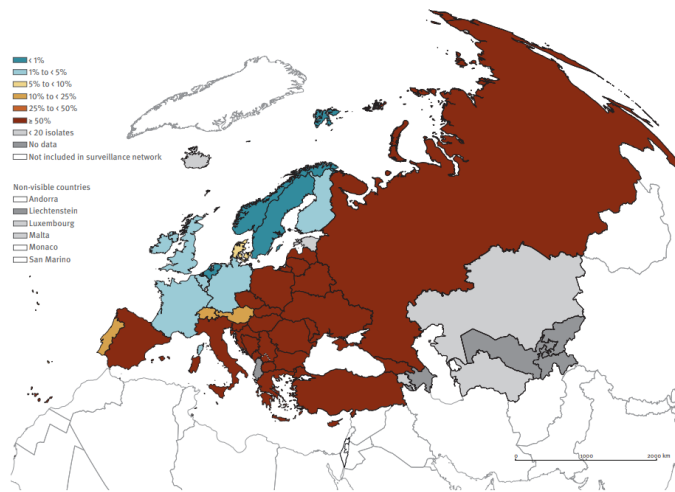 < 1%
1% to < 5%
5% to < 10%
10% to < 25%
25% to < 50%
≥ 50%
< 20 isolates
No data
Not included in surveillance network
Non-visible countries
Andorra
Liechtenstein
Luxembourg
Malta
Monaco
San Marino
0 1000 2000 km